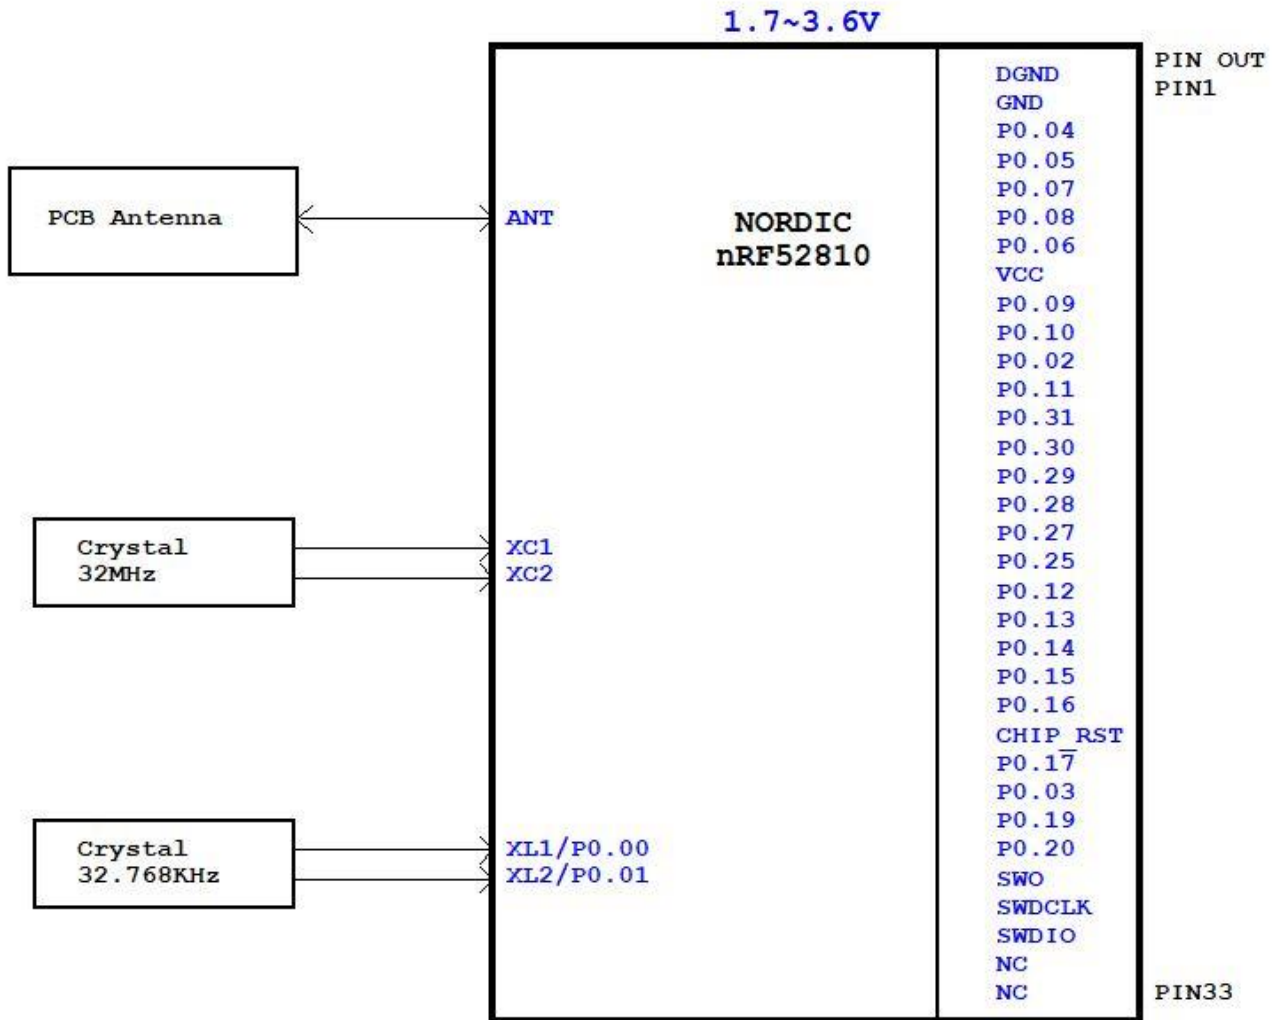 1.7~3.6V
PIN OUT
PIN1
DGND
GND
P0.04
P0.05
P0.07
P0.08
P0.06
VCC
P0.09
P0.10
P0.02
P0.11
P0.31
P0.30
P0.29
P0.28
P0.27
P0.25
P0.12
P0.13
P0.14
P0.15
P0.16
CHIP_RST
P0.17
P0.03
P0.19
P0.20
SWO
SWDCLK
SWDIO
NC
NC
PIN33
PCB Antenna
ANT
NORDIC
nRF52810
Crystal
32MHz
XC1
XC2
Crystal
32.768KHz
XL1/P0.00
XL2/P0.01